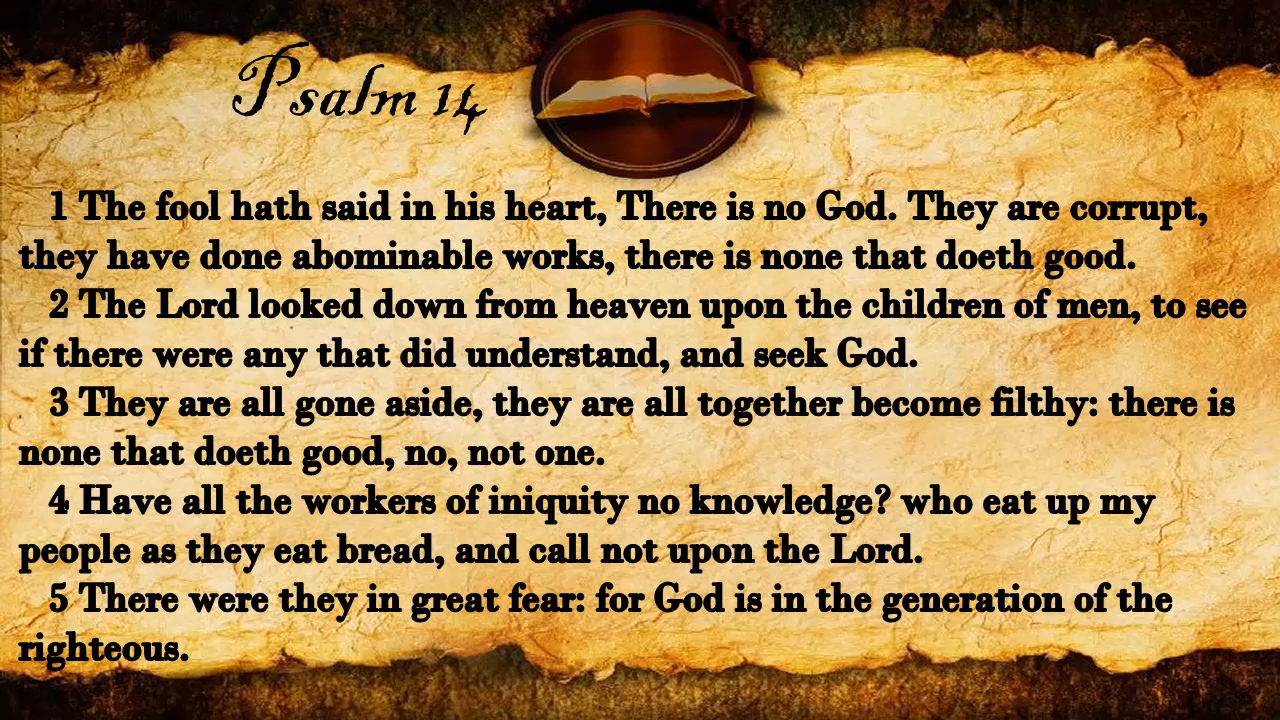 Psalm 14
1 The fool hath said in his heart, There is no God. They are corrupt,
they have done abominable works, there is none that doeth good.
2 The Lord looked down from heaven upon the children of men, to see
if there were any that did understand, and seek God.
3 They are all gone aside, they are all together become filthy: there is
none that doeth good, no, not one.
4 Have all the workers of iniquity no knowledge? who eat up my
people as they eat bread, and call not upon the Lord.
5 There were they in great fear: for God is in the generation of the
righteous.